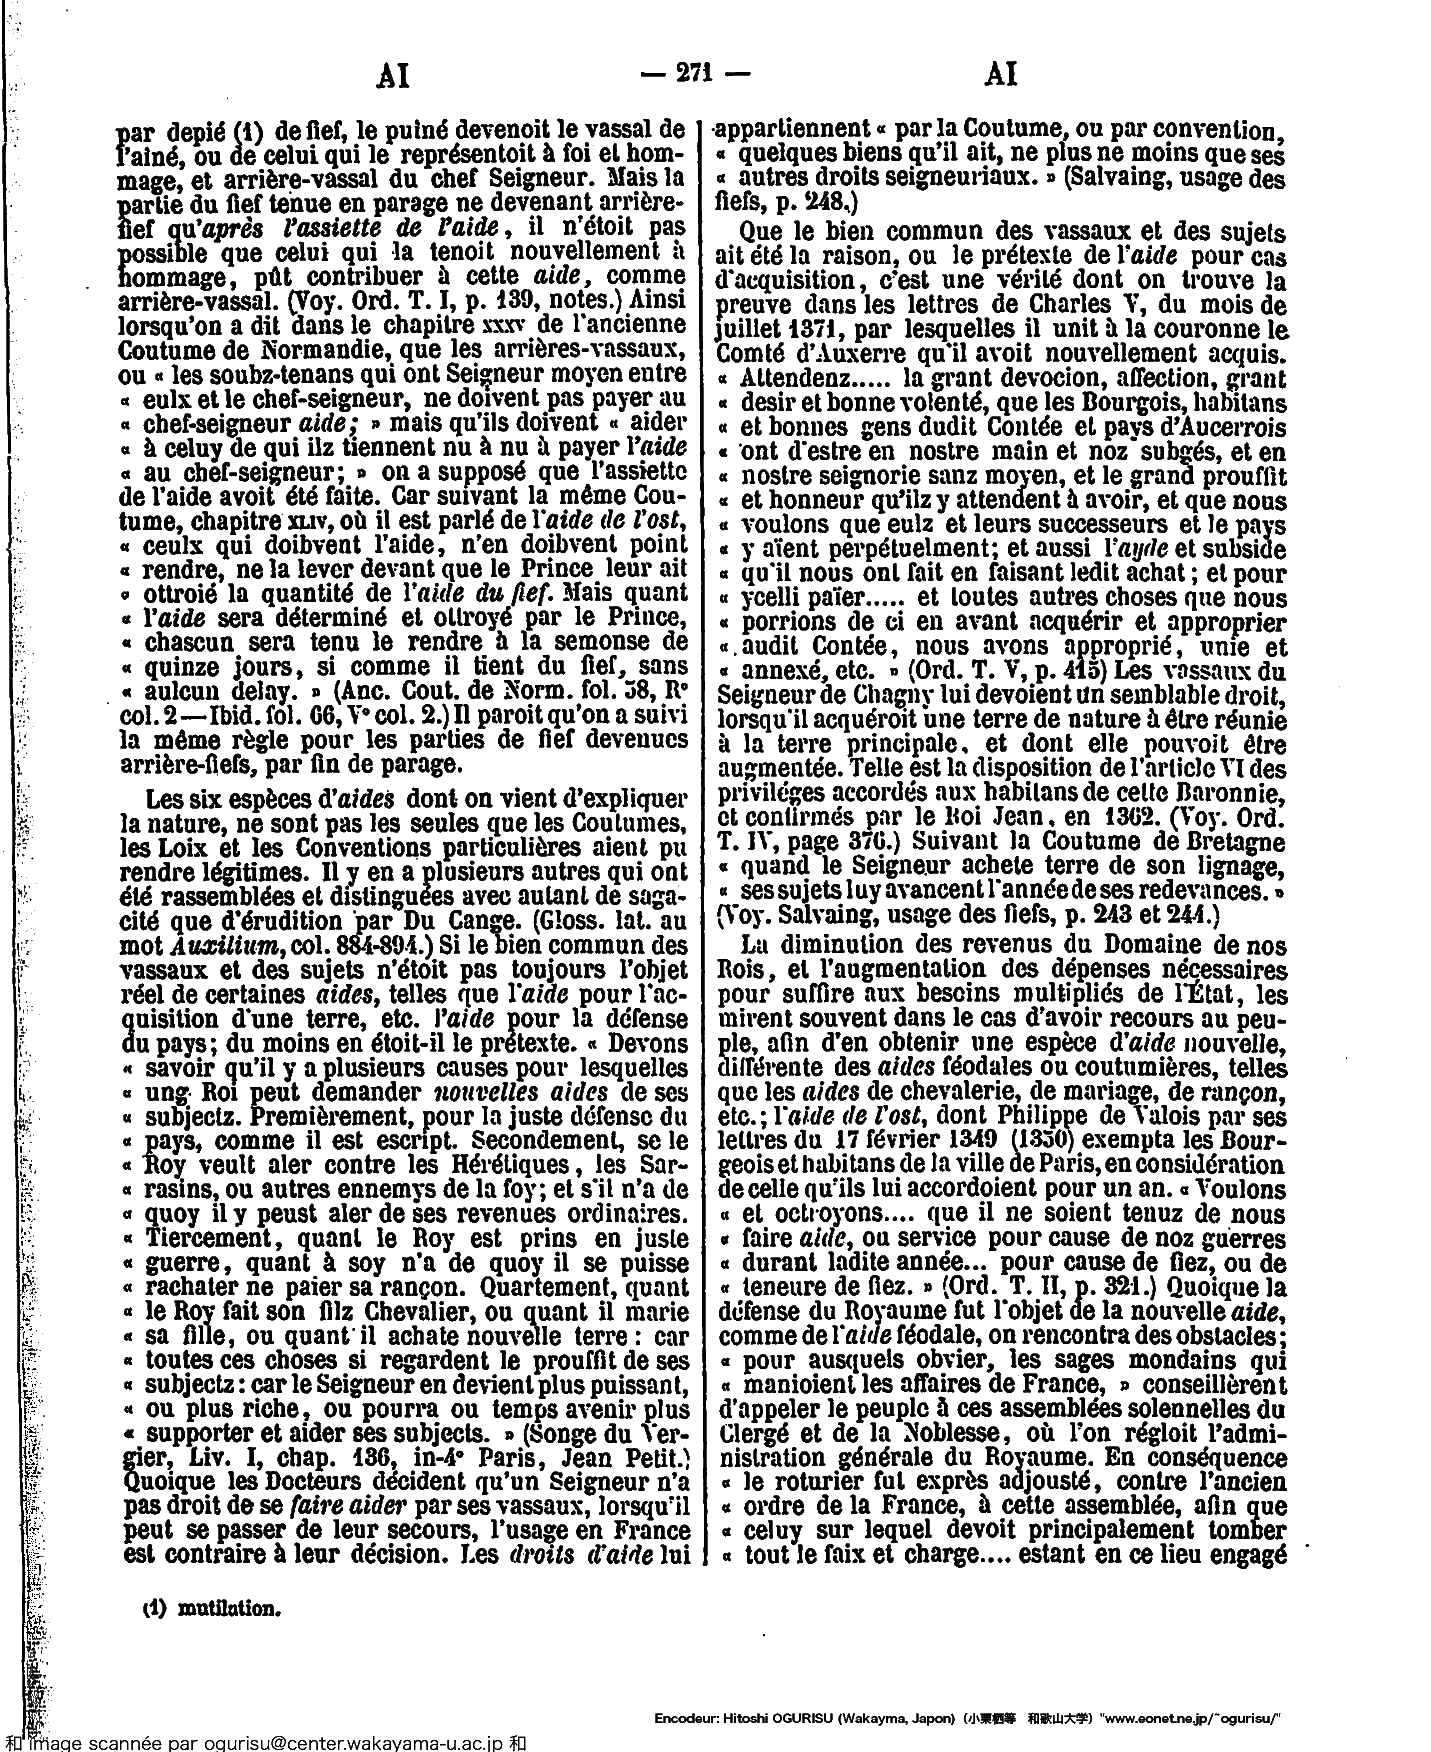 AI
— 271 —
AI
par depié (1) de fief, le puîné devenoit le vassal de
l'aîné, ou de celui qui le représentoit à foi et hom-
mage, et arrière-vassal du chef Seigneur. Mais la
partie du fief tenue en parage ne devenant arrière-
fief qu'après l'assiette de l'aide, il n'étoit pas
possible que celui qui la tenoit nouvellement à
hommage, pût contribuer à cette aide, comme
arrière-vassal. (Voy. Ord. T. I, p. 139, notes.) Ainsi
lorsqu'on a dit dans le chapitre XXXV de l'ancienne
Coutume de Normandie, que les arrières-vassaux,
ou « les soubz-tenans qui ont Seigneur moyen entre
« eulx et le chef-seigneur, ne doivent pas payer au
« chef-seigneur aide; » mais qu'ils doivent « aider
« à celuy de qui ilz tiennent nu à nu à payer l'aide
« au chef-seigneur; » on a supposé que l'assiette
de l'aide avoit été faite. Car suivant la même Cou-
tume, chapitre XLIV, où il est parlé de l'aide de l'ost,
« ceulx qui doibvent l'aide, n'en doibvent point
« rendre, ne la lever devant que le Prince leur ait
« ottroié la quantité de l'aide du fief. Mais quant
« l'aide sera déterminé et ottroyé par le Prince,
« chascun sera tenu le rendre à la semonse de
« quinze jours, si comme il tient du fief, sans
« aulcun delay. » (Anc. Cout. de Norm. fol. 58, R°
col. 2 — Ibid. fol. 66, V° col. 2.) Il paroit qu'on a suivi
la même règle pour les parties de fief devenues
arrière-fiefs, par fin de parage.
Les six espèces d'aides dont on vient d'expliquer
la nature, ne sont pas les seules que les Coutumes,
les Loix et les Conventions particulières aient pu
rendre légitimes. Il y en a plusieurs autres qui ont
été rassemblées et distinguées avec autant de saga-
cité que d'érudition par Du Cange. (Gloss. lat. au
mot Auxilium, col. 884-894.) Si le bien commun des
vassaux et des sujets n'étoit pas toujours l'objet
réel de certaines aides, telles que l'aide pour l'ac-
quisition d'une terre, etc. l'aide pour la défense
du pays; du moins en étoit-il le prétexte. « Devons
« savoir qu'il y a plusieurs causes pour lesquelles
« ung Roi peut demander nouvelles aides de ses
« subjectz. Premièrement, pour la juste défense du
« pays, comme il est escript. Secondement, se le
« Roy veult aler contre les Hérétiques, les Sar-
« rasins, ou autres ennemys de la foy; et s'il n'a de
« quoy il y peust aler de ses revenues ordinaires.
« Tiercement, quant le Roy est prins en juste
« guerre, quant à soy n'a de quoy il se puisse
« rachater ne paier sa rançon. Quartement, quant
« le Roy fait son filz Chevalier, ou quant il marie
« sa fille, ou quant il achate nouvelle terre : car
« toutes ces choses si regardent le prouffit de ses
« subjectz : car le Seigneur en devient plus puissant,
« ou plus riche, ou pourra ou temps avenir plus
« supporter et aider ses subjects. » (Songe du Ver-
gier, Liv. I, chap. 136, in-4° Paris, Jean Petit.)
Quoique les Docteurs décident qu'un Seigneur n'a
pas droit de se faire aider par ses vassaux, lorsqu'il
peut se passer de leur secours, l'usage en France
est contraire à leur décision. Les droits d'aide lui
appartiennent « par la Coutume, ou par convention,
« quelques biens qu'il ait, ne plus ne moins que ses
« autres droits seigneuriaux. » (Salvaing, usage des
fiefs, p. 248.)
Que le bien commun des vassaux et des sujets
ait été la raison, ou le prétexte de l'aide pour cas
d'acquisition, c'est une vérité dont on trouve la
preuve dans les lettres de Charles V, du mois de
juillet 1371, par lesquelles il unit à la couronne le
Comté d'Auxerre qu'il avoit nouvellement acquis.
« Attendenz..... la grant devocion, affection, grant
« desir et bonne volenté, que les Bourgois, habitans
« et bonnes gens dudit Contée et pays d'Aucerrois
« ont d'estre en nostre main et noz subgés, et en
« nostre seignorie sanz moyen, et le grand prouffit
« et honneur qu'ilz y attendent à avoir, et que nous
« voulons que eulz et leurs successeurs et le pays
« y aïent perpétuelment; et aussi l'ayde et subside
« qu'il nous ont fait en faisant ledit achat; et pour
« ycelli païer..... et toutes autres choses que nous
« porrions de ci en avant acquérir et approprier
« audit Contée, nous avons approprié, unie et
« annexé, etc. » (Ord. T. V, p. 415) Les vassaux du
Seigneur de Chagny lui devoient un semblable droit,
lorsqu'il acquéroit une terre de nature à être réunie
à la terre principale, et dont elle pouvoit être
augmentée. Telle est la disposition de l'article VI des
priviléges accordés aux habitans de cette Baronnie,
et confirmés par le Roi Jean, en 1362. (Voy. Ord.
T. IV, page 376.) Suivant la Coutume de Bretagne
« quand le Seigneur achete terre de son lignage,
« ses sujets luy avancent l'année de ses redevances. »
(Voy. Salvaing, usage des fiefs, p. 243 et 244.)
La diminution des revenus du Domaine de nos
Rois, et l'augmentation des dépenses nécessaires
pour suffire aux besoins multipliés de l'État, les
mirent souvent dans le cas d'avoir recours au peu-
ple, afin d'en obtenir une espèce d'aide nouvelle,
différente des aides féodales ou coutumières, telles
que les aides de chevalerie, de mariage, de rançon,
etc.; l'aide de l'ost, dont Philippe de Valois par ses
lettres du 17 février 1349 (1350) exempta les Bour-
geois et habitans de la ville de Paris, en considération
de celle qu'ils lui accordoient pour un an. « Voulons
« et octroyons.... que il ne soient tenuz de nous
« faire aide, ou service pour cause de noz guerres
« durant ladite année... pour cause de fiez, ou de
« teneure de fiez. » (Ord. T. II, p. 321.) Quoique la
défense du Royaume fut l'objet de la nouvelle aide,
comme de l'aide féodale, on rencontra des obstacles;
« pour ausquels obvier, les sages mondains qui
« manioient les affaires de France, » conseillèrent
d'appeler le peuple à ces assemblées solennelles du
Clergé et de la Noblesse, où l'on régloit l'admi-
nistration générale du Royaume. En conséquence
« le roturier fut exprès adjousté, contre l'ancien
« ordre de la France, à cette assemblée, afin que
« celuy sur lequel devoit principalement tomber
« tout le faix et charge.... estant en ce lieu engagé
(1) mutilation.
Encodeur: Hitoshi OGURISU (Wakayma, Japon) (小栗栖等 和歌山大学) "www.eonet.ne.jp/~ogurisu/"
和 image scannée par ogurisu@center.wakayama-u.ac.jp 和